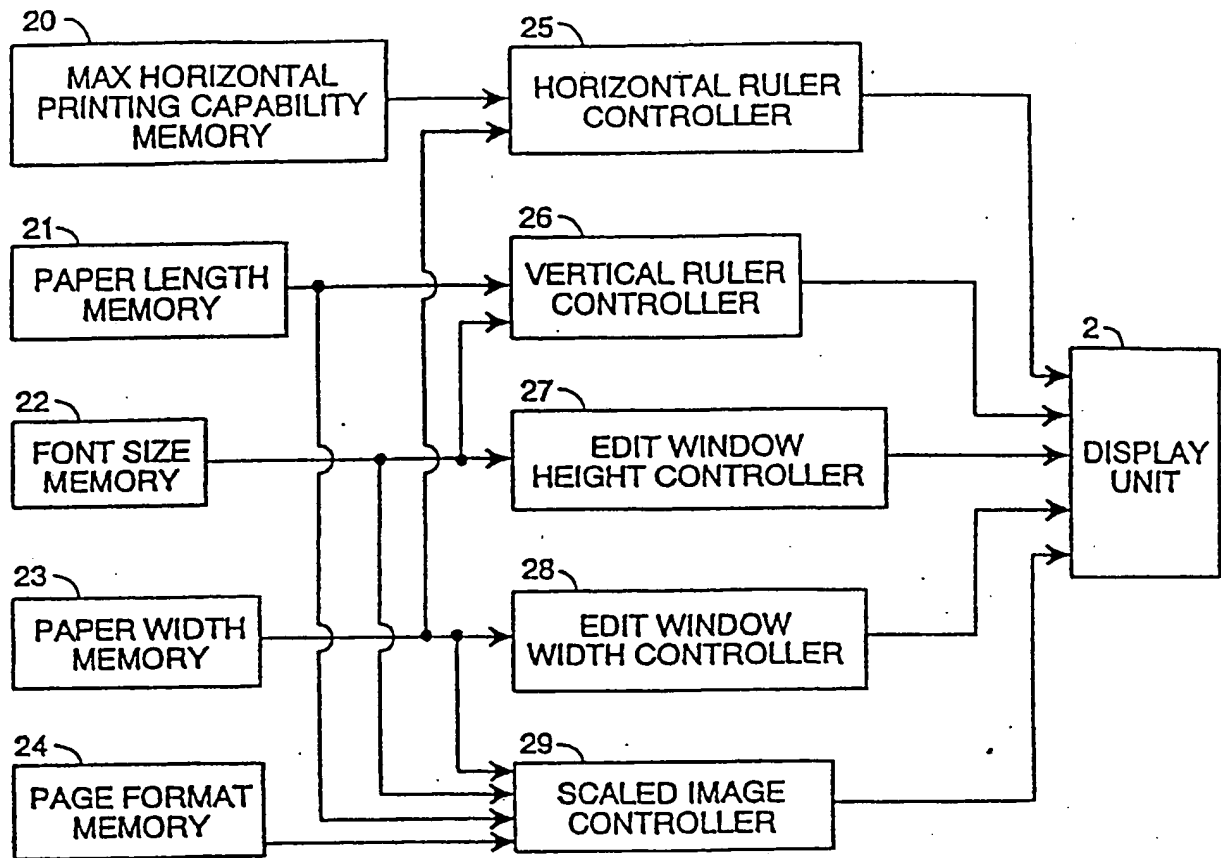 20
MAX HORIZONTAL
PRINTING CAPABILITY
MEMORY
25
HORIZONTAL RULER
CONTROLLER
21
PAPER LENGTH
MEMORY
26
VERTICAL RULER
CONTROLLER
2
DISPLAY
UNIT
22
FONT SIZE
MEMORY
27
EDIT WINDOW
HEIGHT CONTROLLER
23
PAPER WIDTH
MEMORY
28
EDIT WINDOW
WIDTH CONTROLLER
24
PAGE FORMAT
MEMORY
29
SCALED IMAGE
CONTROLLER